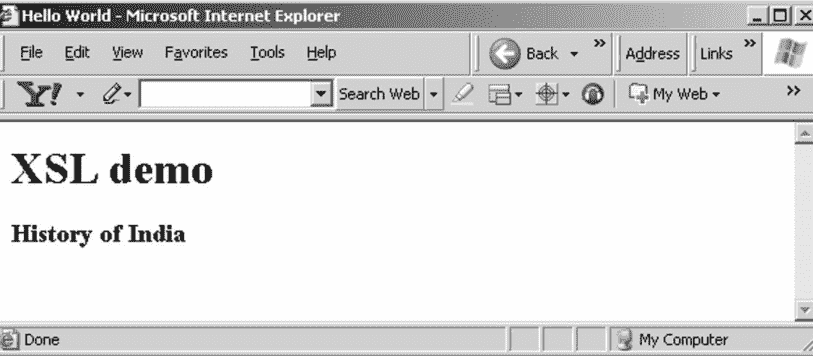 Hello World - Microsoft Internet Explorer
File Edit View Favorites Tools Help Back » Address Links »
Y! Search Web My Web »
XSL demo
History of India
Done My Computer